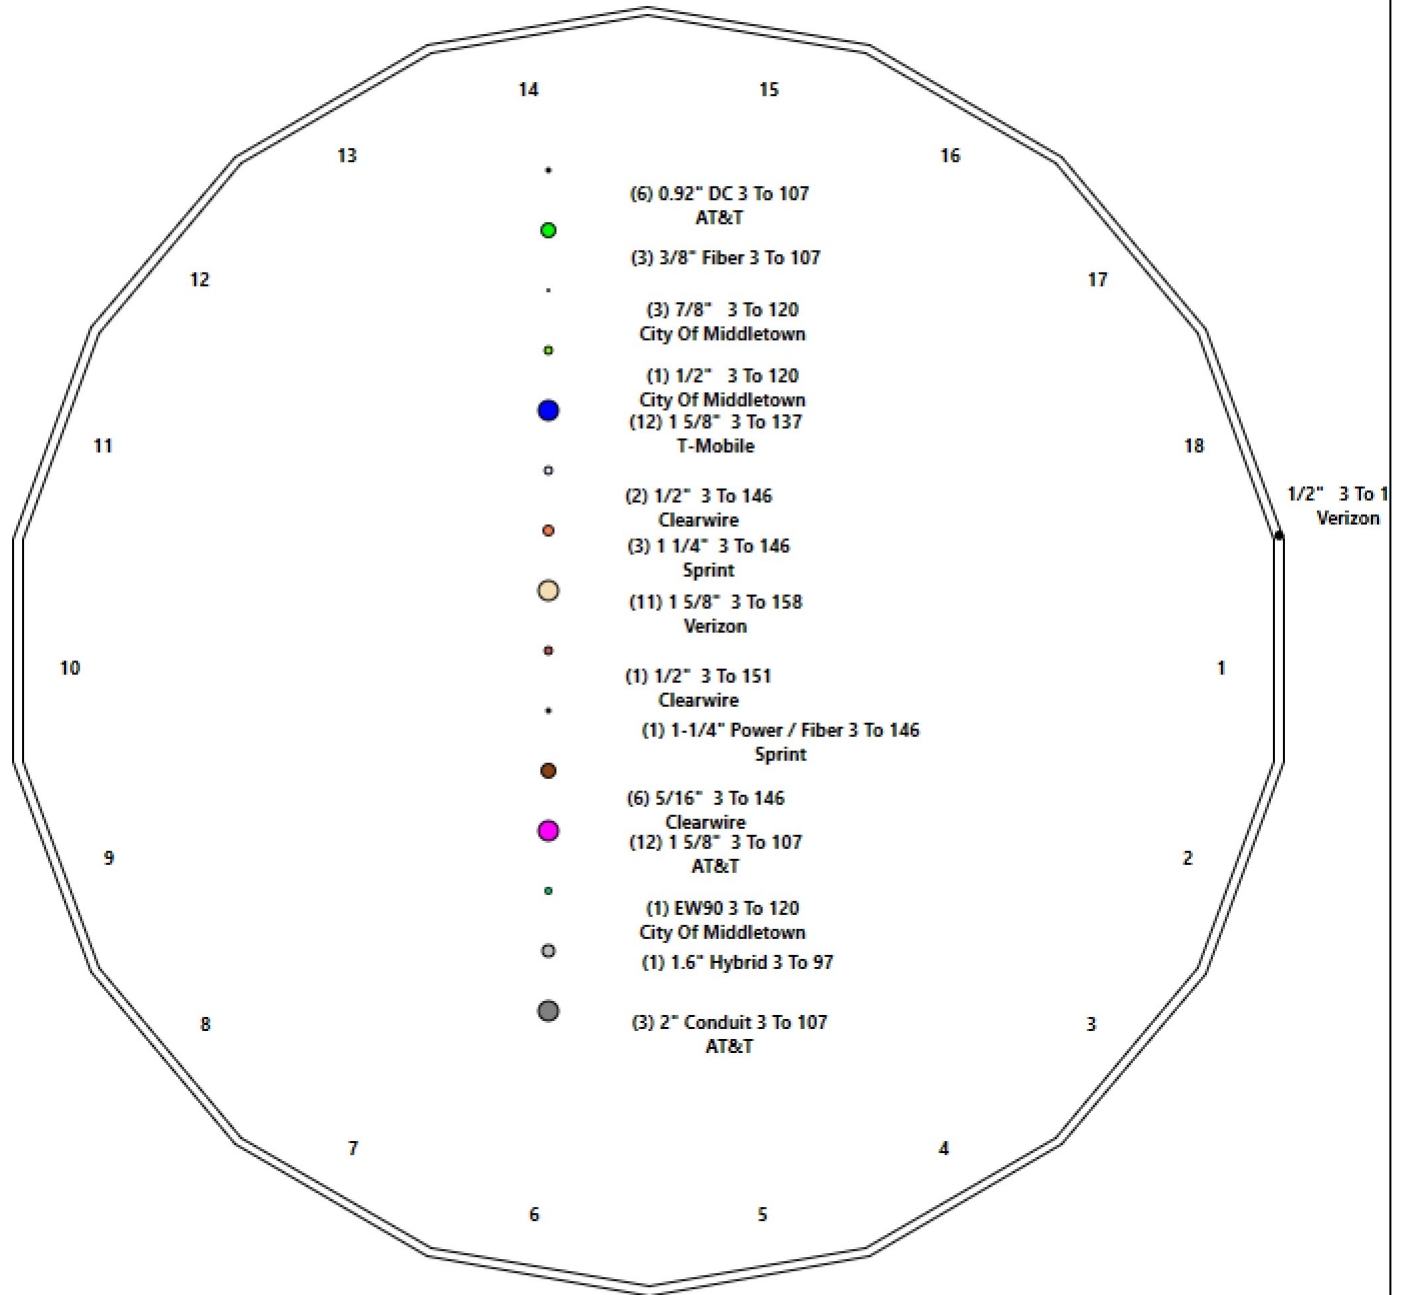 14
15
13
16
(6) 0.92" DC 3 To 107
AT&T
(3) 3/8" Fiber 3 To 107
12
17
(3) 7/8" 3 To 120
City Of Middletown
(1) 1/2" 3 To 120
City Of Middletown
(12) 1 5/8" 3 To 137
T-Mobile
11
18
(2) 1/2" 3 To 146
Clearwire
1/2" 3 To 1
Verizon
(3) 1 1/4" 3 To 146
Sprint
(11) 1 5/8" 3 To 158
Verizon
10
1
(1) 1/2" 3 To 151
Clearwire
(1) 1-1/4" Power / Fiber 3 To 146
Sprint
(6) 5/16" 3 To 146
Clearwire
(12) 1 5/8" 3 To 107
AT&T
9
2
(1) EW90 3 To 120
City Of Middletown
(1) 1.6" Hybrid 3 To 97
(3) 2" Conduit 3 To 107
AT&T
8
3
7
4
6
5